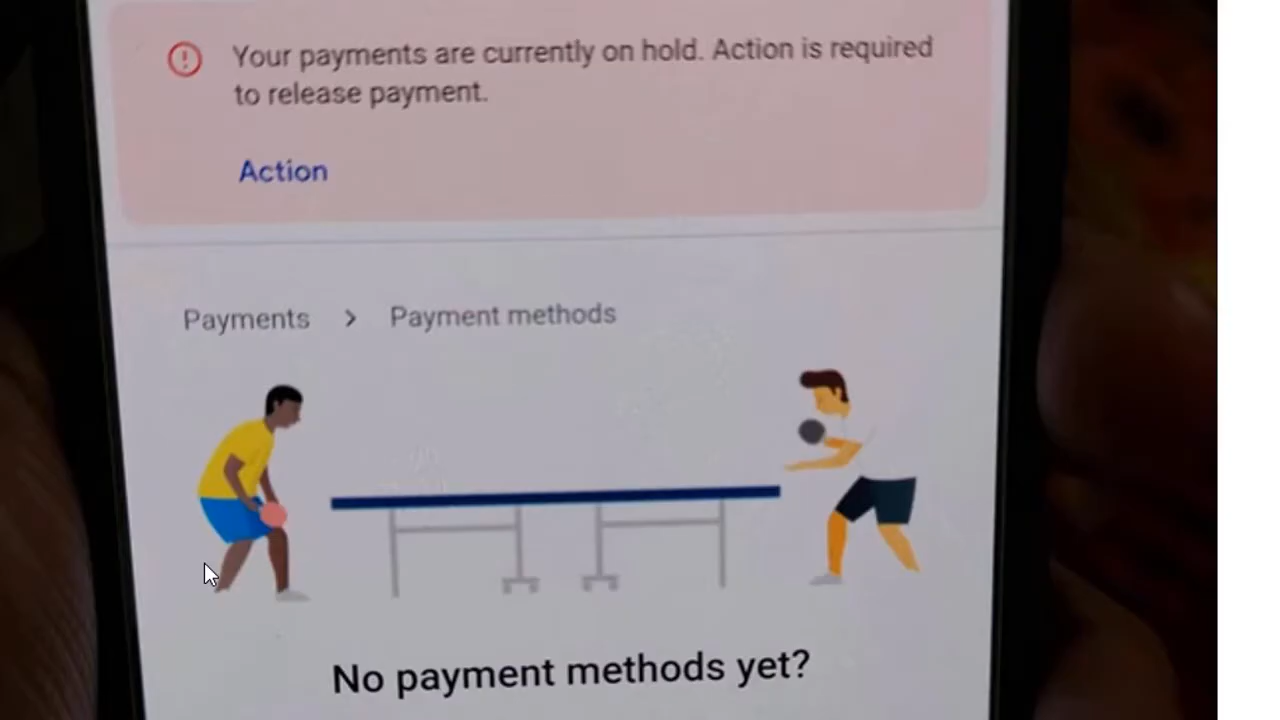 Your payments are currently on hold. Action is required
to release payment.
Action
Payments > Payment methods
No payment methods yet?